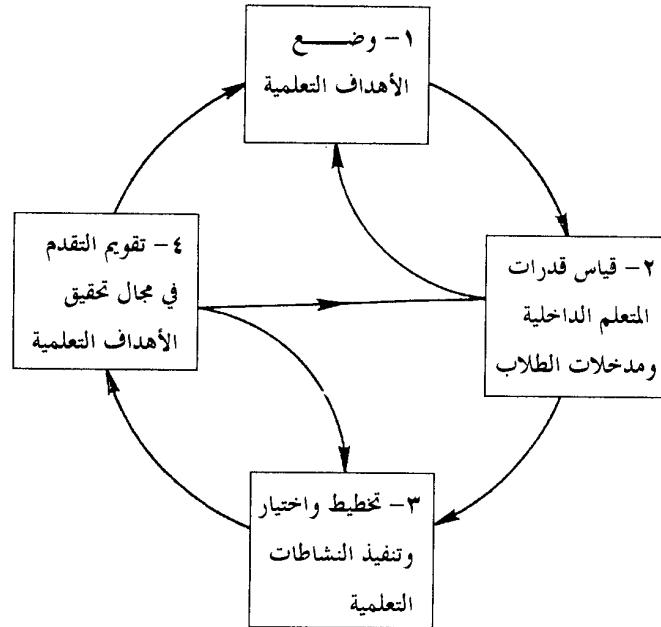 ١- وضـــــع
الأهداف التعلمية
٢- قياس قدرات
المتعلم الداخلية
ومدخلات الطلاب
٣- تخطيط واختيار
وتنفيذ النشاطات
التعلمية
٤- تقويم التقدم
في مجال تحقيق
الأهداف التعلمية